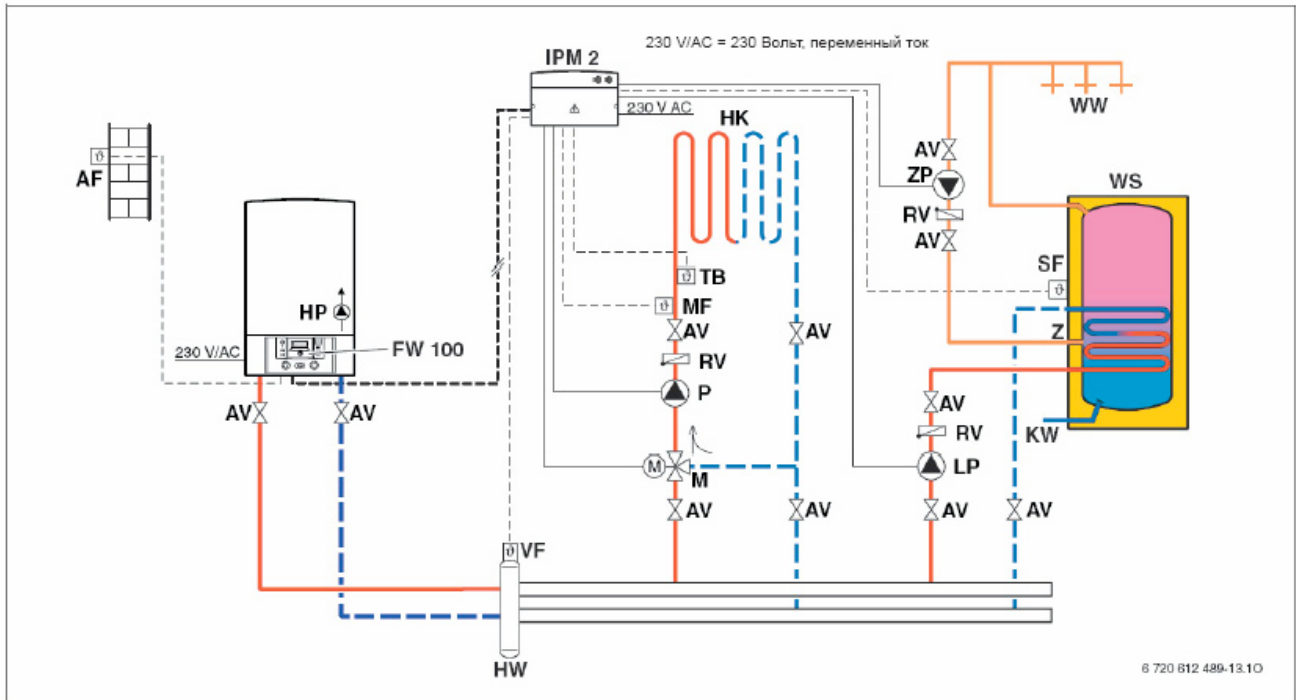 230 V/AC = 230 Вольт, переменный ток
IPM 2
230 V AC
HK
WW
AV
ZP
WS
AF
RV
AV
SF
TB
HP
MF
Z
AV
AV
FW 100
230 V/AC
RV
AV
P
KW
AV
AV
RV
M
M
LP
AV
AV
AV
AV
VF
HW
6 720 612 489-13.1O